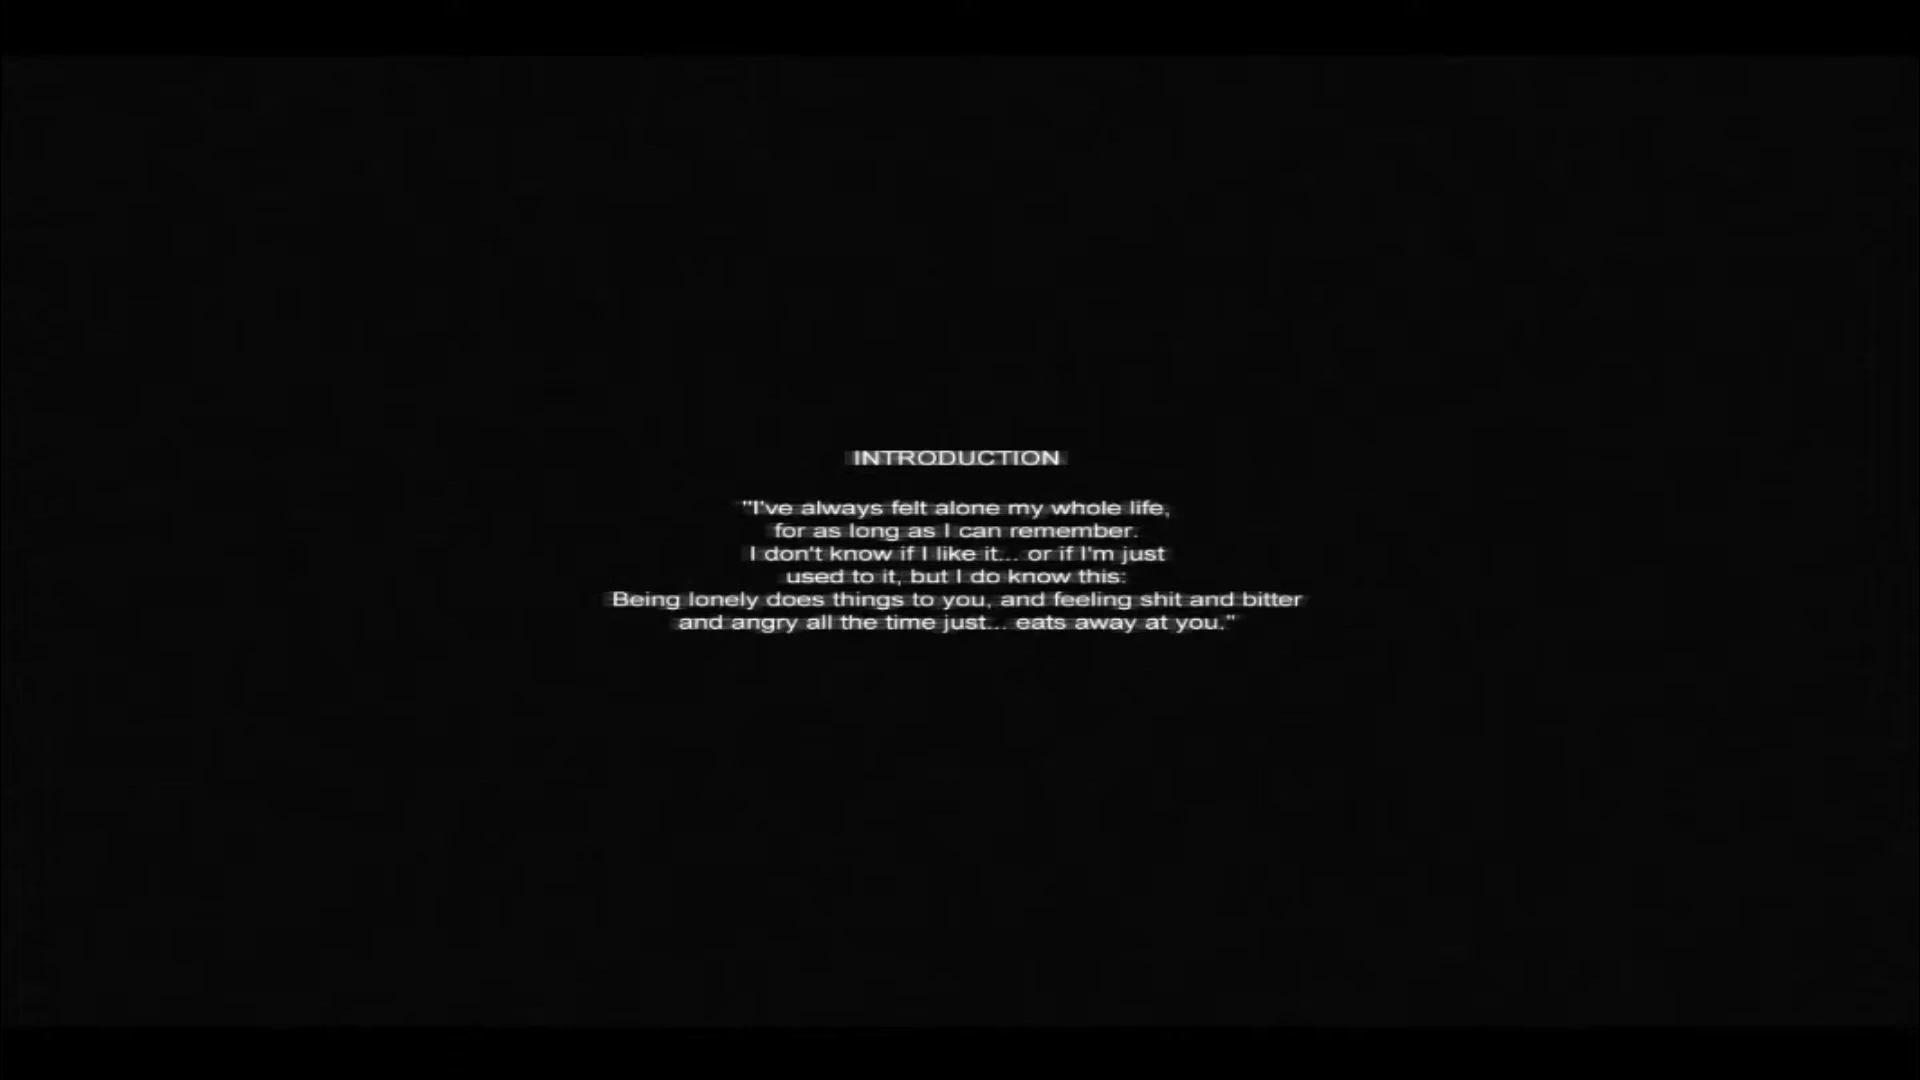 INTRODUCTION
"I've always felt alone my whole life,
for as long as I can remember.
I don't know if I like it... or if I'm just
used to it, but I do know this:
Being lonely does things to you, and feeling shit and bitter
and angry all the time just... eats away at you."